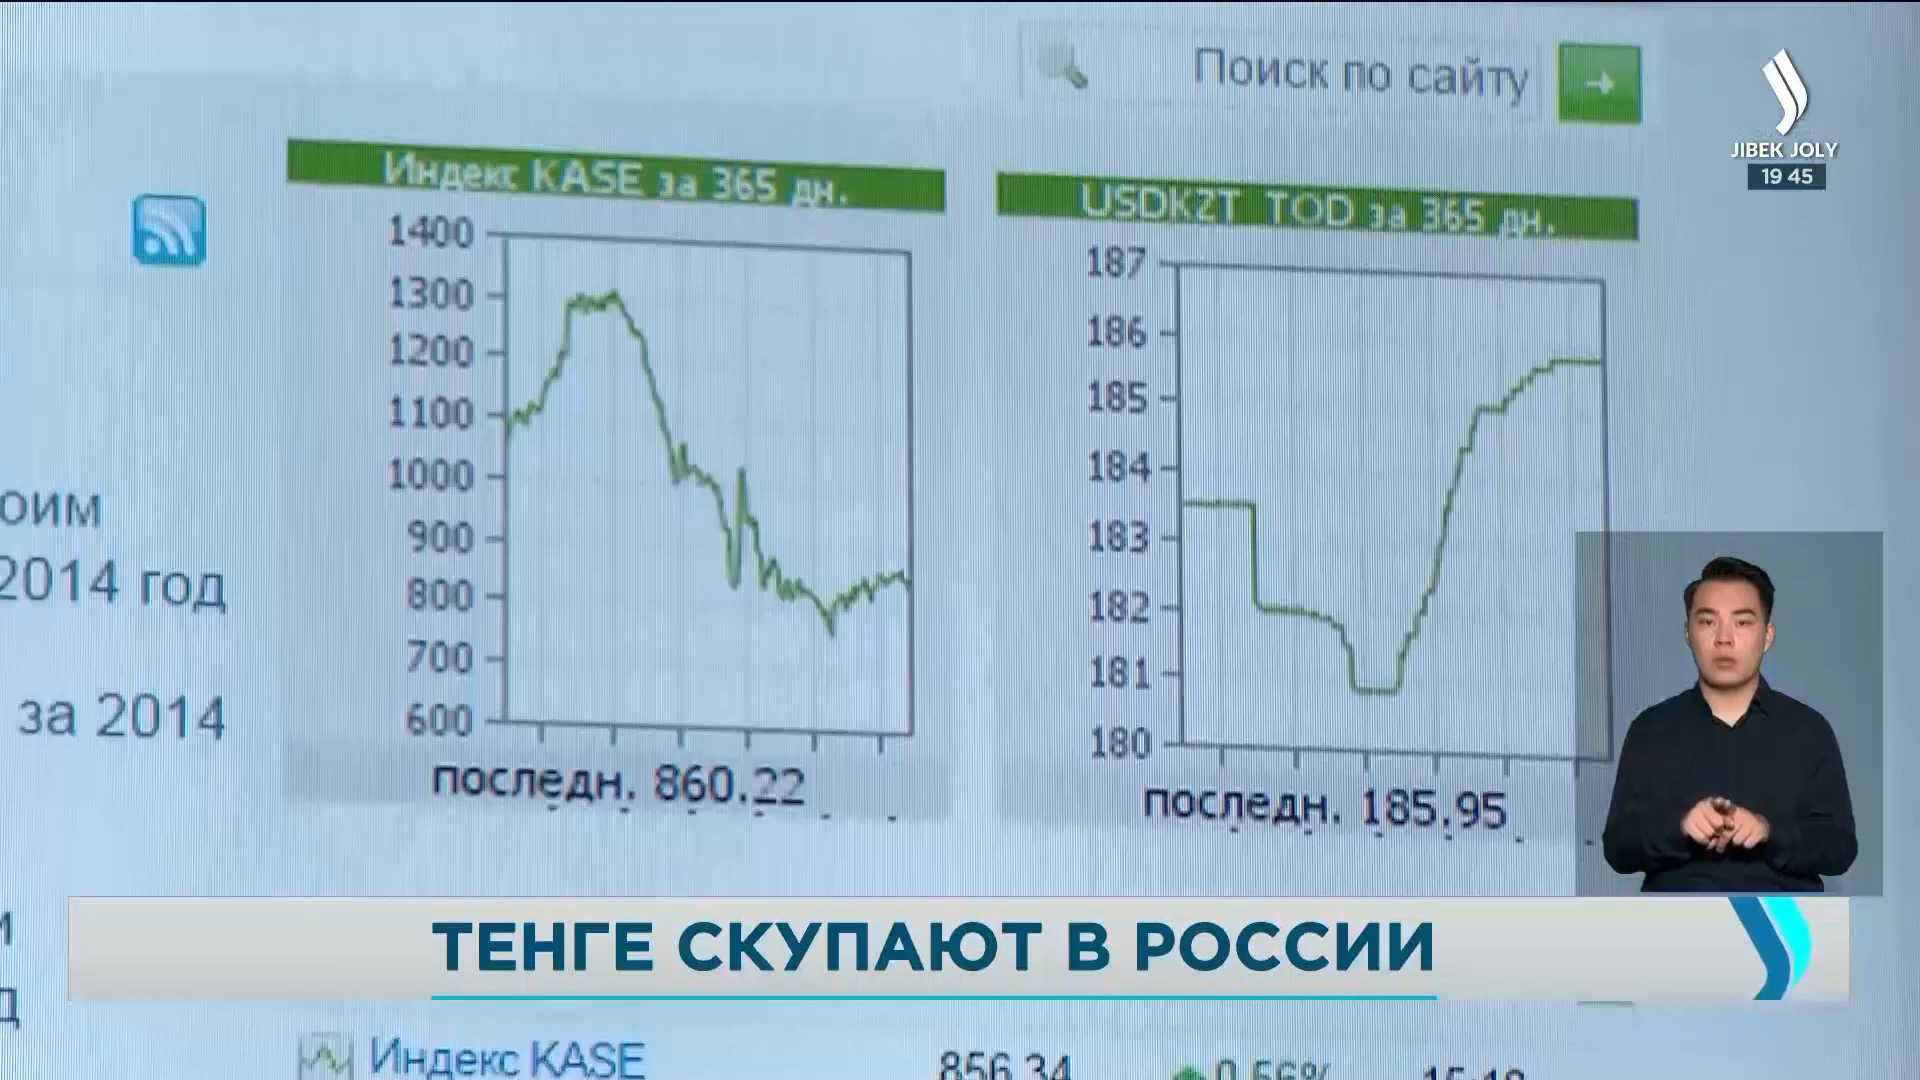 Поиск по сайту
JIBEK JOLY
19 45
Индекс KASE за 365 дн.
1400
1300
1200
1100
1000
900
800
700
600
последн. 860.22
USDKZT TOD за 365 дн.
187
186
185
184
183
182
181
180
последн. 185.95
оим
2014 год
за 2014
ТЕНГЕ СКУПАЮТ В РОССИИ
Индекс KASE
856.34
0.56%